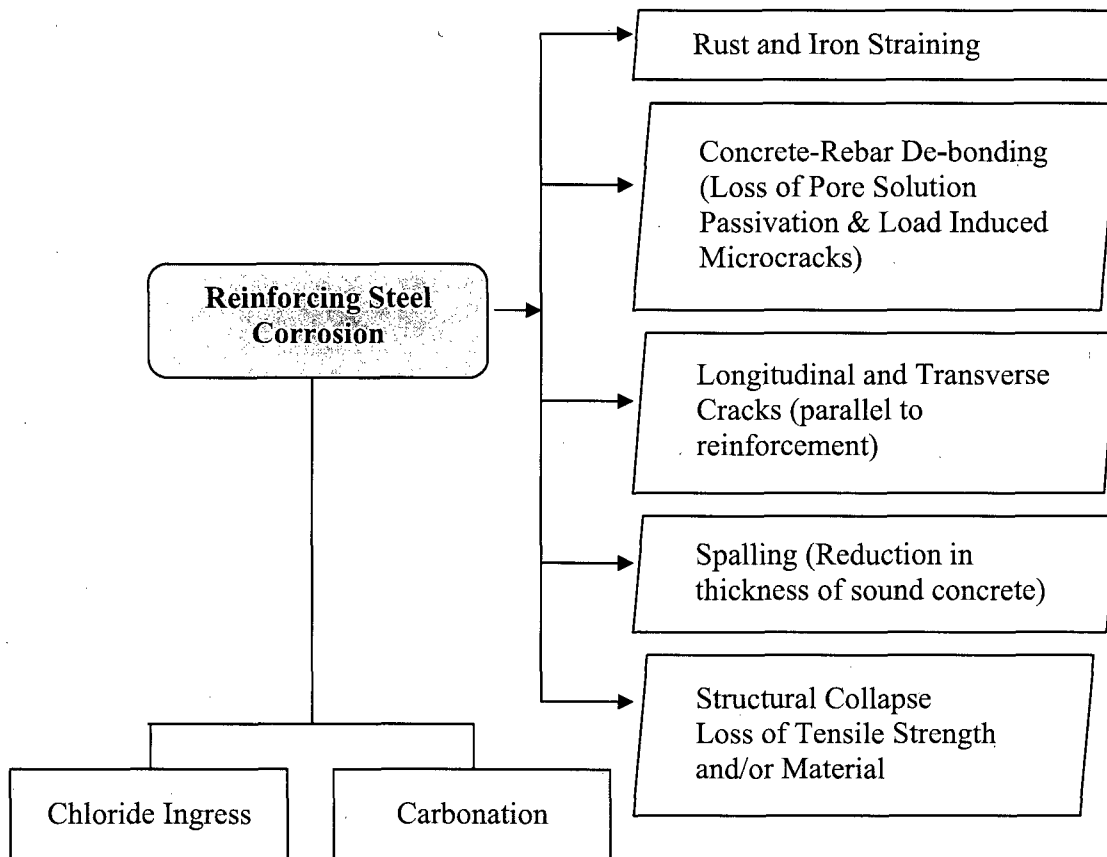 Rust and Iron Straining
Concrete-Rebar De-bonding
(Loss of Pore Solution
Passivation & Load Induced
Microcracks)
Reinforcing Steel
Corrosion
Longitudinal and Transverse
Cracks (parallel to
reinforcement)
Spalling (Reduction in
thickness of sound concrete)
Structural Collapse
Loss of Tensile Strength
and/or Material
Chloride Ingress
Carbonation